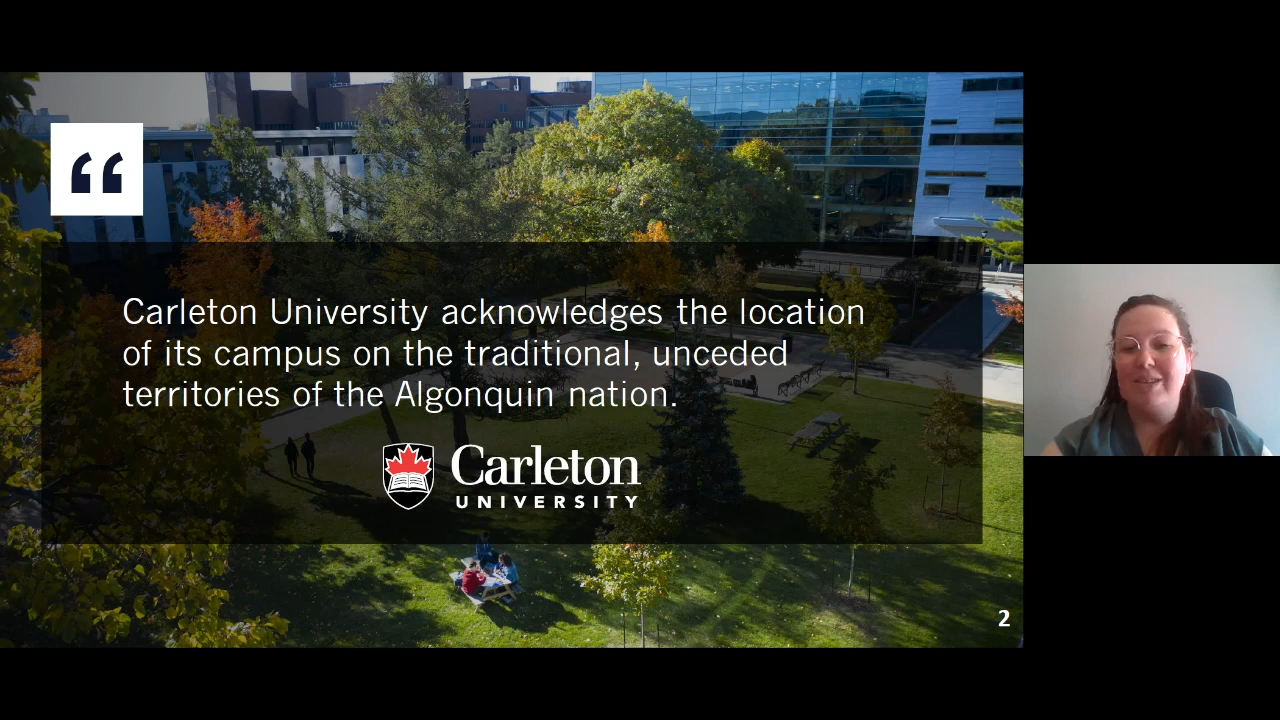 “
Carleton University acknowledges the location
of its campus on the traditional, unceded
territories of the Algonquin nation.
Carleton
UNIVERSITY
2